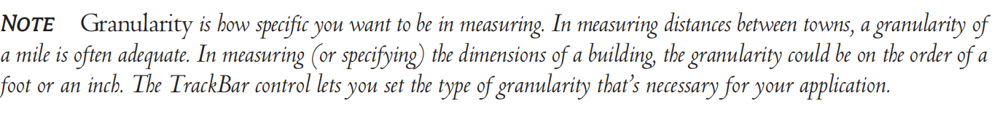 NOTE Granularity is how specific you want to be in measuring. In measuring distances between towns, a granularity of
a mile is often adequate. In measuring (or specifying) the dimensions of a building, the granularity could be on the order of a
foot or an inch. The TrackBar control lets you set the type of granularity that’s necessary for your application.